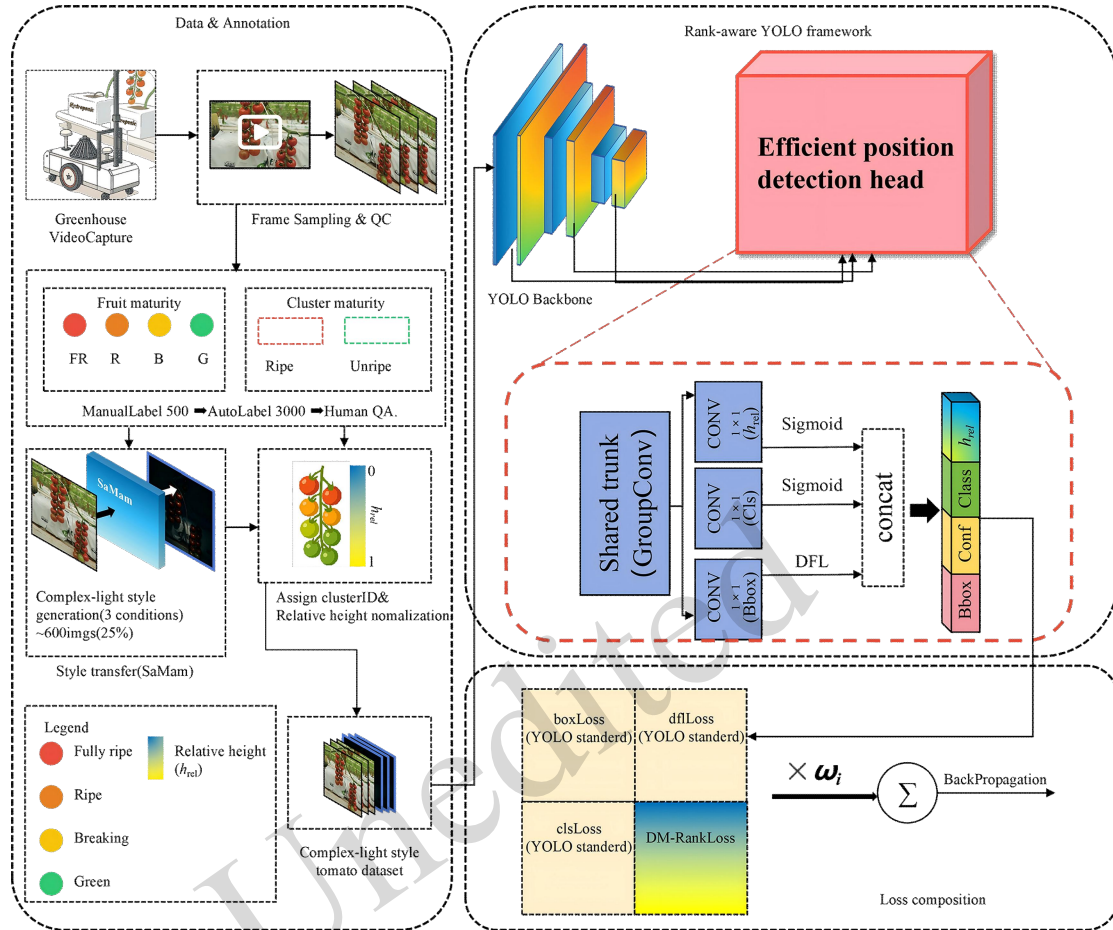 Data & Annotation
Hydroponic
Hydroponic
Greenhouse
VideoCapture
Frame Sampling & QC
Fruit maturity
FR R B G
Cluster maturity
Ripe Unripe
ManualLabel 500 ➡AutoLabel 3000 ➡Human QA.
SaMam
Complex-light style
generation(3 conditions)
~600imgs(25%)
Style transfer(SaMam)
0
h_rel
1
Assign clusterID&
Relative height nomalization
Legend
Fully ripe
Ripe
Breaking
Green
Relative height
(h_rel)
Complex-light style
tomato dataset
Rank-aware YOLO framework
YOLO Backbone
Efficient position
detection head
Shared trunk
(GroupConv)
CONV
1×1
(h_rel)
CONV
1×1
(Cls)
CONV
1×1
(Bbox)
Sigmoid
Sigmoid
DFL
concat
h_rel
Class
Conf
Bbox
boxLoss
(YOLO standerd)
dflLoss
(YOLO standerd)
clsLoss
(YOLO standerd)
DM-RankLoss
× ω_i
Σ
BackPropagation
Loss composition
Unedited